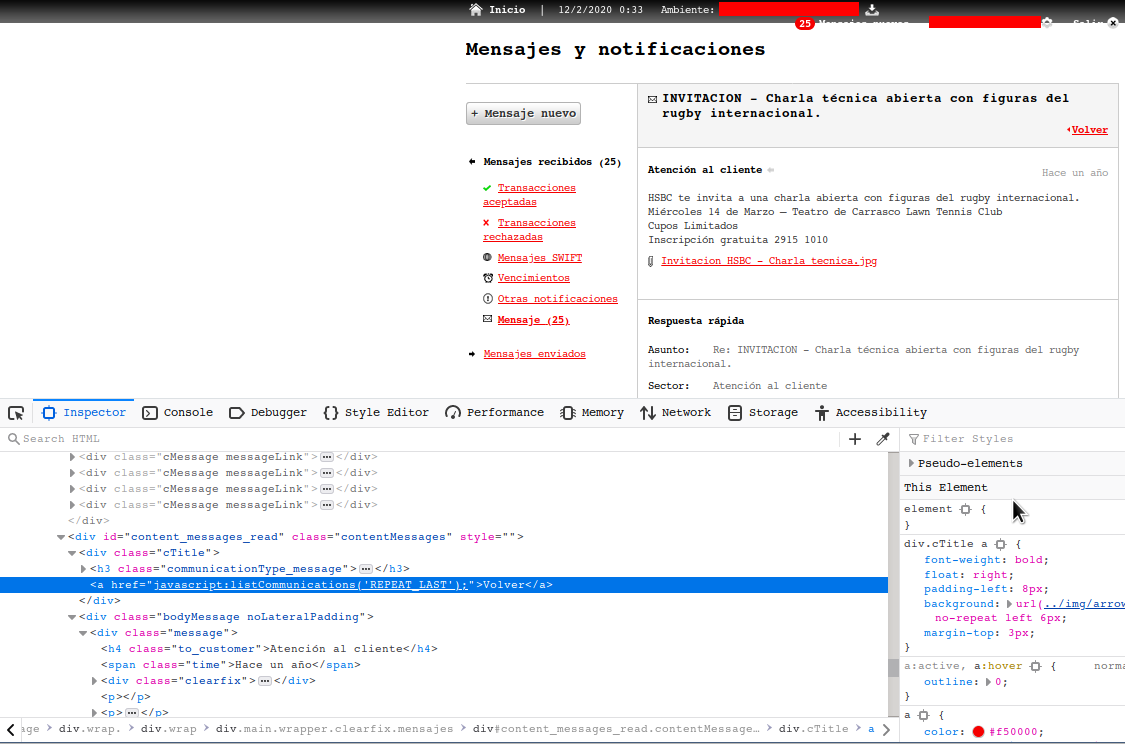 Inicio | 12/2/2020 0:33 Ambiente:
25 Mensajes nuevos Salir
Mensajes y notificaciones
+ Mensaje nuevo
Mensajes recibidos (25)
Transacciones
aceptadas
Transacciones
rechazadas
Mensajes SWIFT
Vencimientos
Otras notificaciones
Mensaje (25)
Mensajes enviados
INVITACION - Charla técnica abierta con figuras del
rugby internacional.
Volver
Atención al cliente
Hace un año
HSBC te invita a una charla abierta con figuras del rugby internacional.
Miércoles 14 de Marzo – Teatro de Carrasco Lawn Tennis Club
Cupos Limitados
Inscripción gratuita 2915 1010
Invitacion HSBC - Charla tecnica.jpg
Respuesta rápida
Asunto: Re: INVITACION - Charla técnica abierta con figuras del rugby
internacional.
Sector: Atención al cliente
Inspector Console Debugger {} Style Editor Performance Memory Network Storage Accessibility
Search HTML
<div class="cMessage messageLink">…</div>
<div class="cMessage messageLink">…</div>
<div class="cMessage messageLink">…</div>
<div class="cMessage messageLink">…</div>
</div>
<div id="content_messages_read" class="contentMessages" style="">
<div class="cTitle">
<h3 class="communicationType_message">…</h3>
<a href="javascript:listCommunications('REPEAT_LAST');">Volver</a>
</div>
<div class="bodyMessage noLateralPadding">
<div class="message">
<h4 class="to_customer">Atención al cliente</h4>
<span class="time">Hace un año</span>
<div class="clearfix">…</div>
<p></p>
<p>…</p>
age > div.wrap. > div.wrap > div.main.wrapper.clearfix.mensajes > div#content_messages_read.contentMessage… > div.cTitle > a
Filter Styles
Pseudo-elements
This Element
element {
}
div.cTitle a {
font-weight: bold;
float: right;
padding-left: 8px;
background: url(../img/arrow
no-repeat left 6px;
margin-top: 3px;
}
a:active, a:hover { norma
outline: 0;
}
a {
color: #f50000;